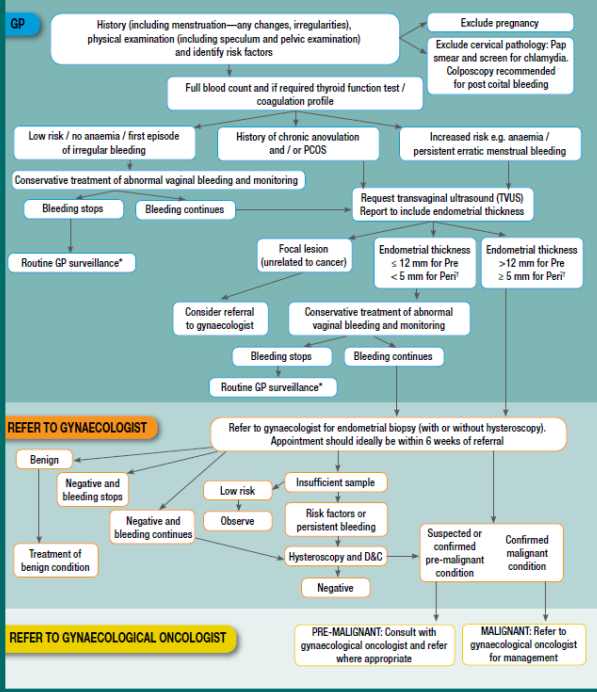 GP
History (including menstruation—any changes, irregularities),
physical examination (including speculum and pelvic examination)
and identify risk factors
Exclude pregnancy
Exclude cervical pathology: Pap
smear and screen for chlamydia.
Colposcopy recommended
for post coital bleeding
Full blood count and if required thyroid function test /
coagulation profile
Low risk / no anaemia / first episode
of irregular bleeding
History of chronic anovulation
and / or PCOS
Increased risk e.g. anaemia /
persistent erratic menstrual bleeding
Conservative treatment of abnormal vaginal bleeding and monitoring
Bleeding stops
Bleeding continues
Request transvaginal ultrasound (TVUS)
Report to include endometrial thickness
Routine GP surveillance*
Focal lesion
(unrelated to cancer)
Endometrial thickness
≤ 12 mm for Pre
< 5 mm for Peri†
Endometrial thickness
>12 mm for Pre
≥ 5 mm for Peri†
Consider referral
to gynaecologist
Conservative treatment of abnormal
vaginal bleeding and monitoring
Bleeding stops
Bleeding continues
Routine GP surveillance*
REFER TO GYNAECOLOGIST
Refer to gynaecologist for endometrial biopsy (with or without hysteroscopy).
Appointment should ideally be within 6 weeks of referral
Benign
Negative and
bleeding stops
Negative and
bleeding continues
Low risk
Observe
Insufficient sample
Risk factors or
persistent bleeding
Hysteroscopy and D&C
Negative
Treatment of
benign condition
Suspected or
confirmed
pre-malignant
condition
Confirmed
malignant
condition
REFER TO GYNAECOLOGICAL ONCOLOGIST
PRE-MALIGNANT: Consult with
gynaecological oncologist and refer
where appropriate
MALIGNANT: Refer to
gynaecological oncologist
for management